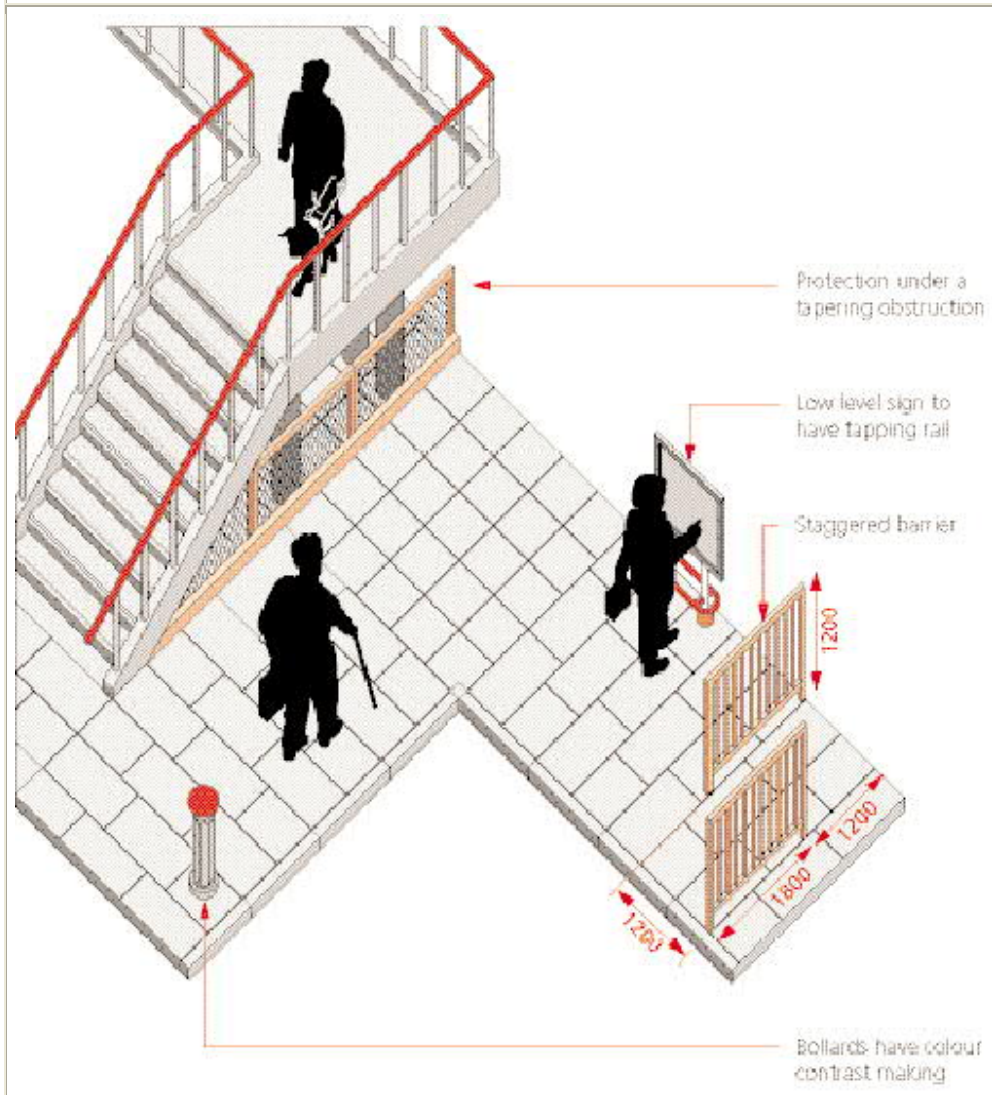 Protection under a
tapering obstruction
Low level sign to
have tapping rail
Staggered barrier
1200
1200
1800
1200
Bollards have colour
contrast making